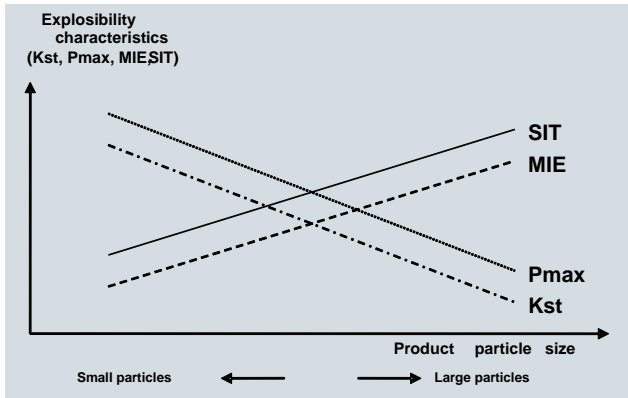 Explosibility
characteristics
(Kst, Pmax, MIE,SIT)
SIT
MIE
Pmax
Kst
Product particle size
Small particles
Large particles